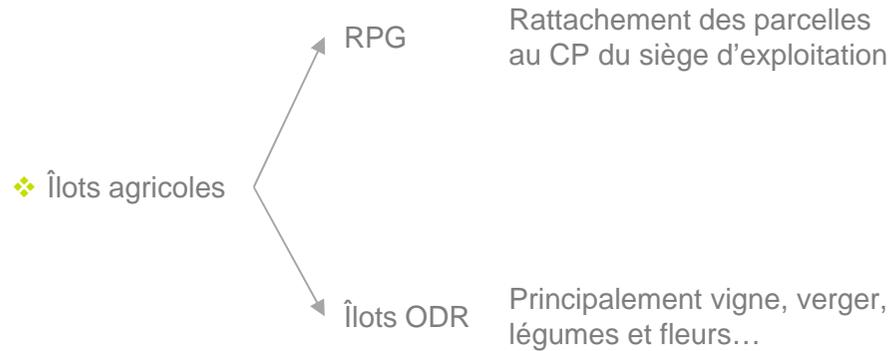 RPG
Rattachement des parcelles
au CP du siège d’exploitation
Îlots agricoles
Îlots ODR
Principalement vigne, verger,
légumes et fleurs…